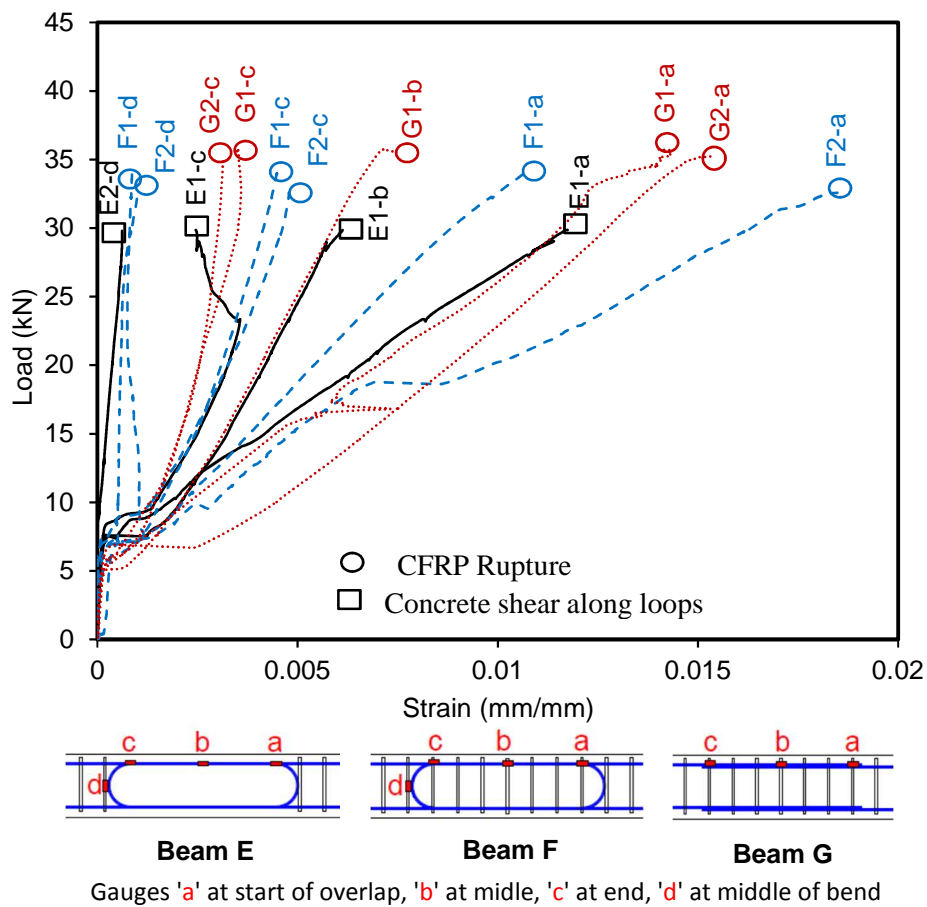 45
40
35
30
25
20
15
10
5
0
Load (kN)
E2-d
F1-d
F2-d
E1-c
G2-c
G1-c
F1-c
F2-c
E1-b
G1-b
F1-a
E1-a
G1-a
G2-a
F2-a
CFRP Rupture
Concrete shear along loops
0 0.005 0.01 0.015 0.02
Strain (mm/mm)
c b a c b a c b a
d d
Beam E Beam F Beam G
Gauges 'a' at start of overlap, 'b' at midle, 'c' at end, 'd' at middle of bend